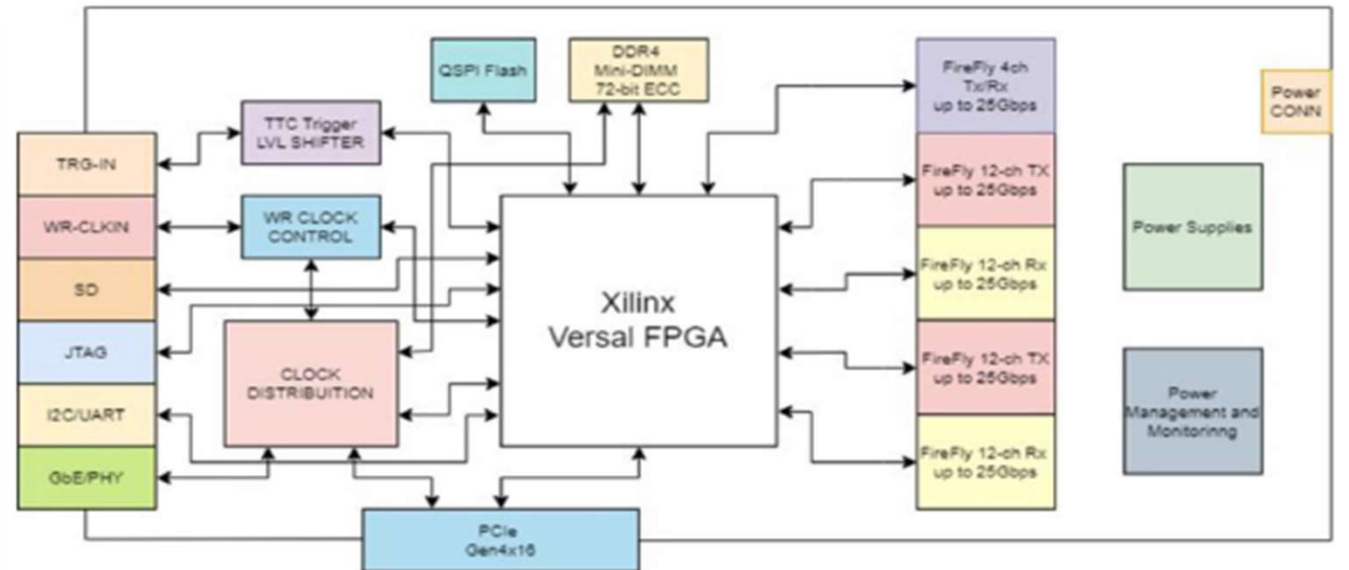 QSPI Flash
DDR4
Mini-DIMM
72-bit ECC
FireFly 4ch
Tx/Rx
up to 25Gbps
Power
CONN
TTC Trigger
LVL SHIFTER
TRG-IN
FireFly 12-ch TX
up to 25Gbps
WR-CLKIN
WR CLOCK
CONTROL
Power Supplies
SD
FireFly 12-ch Rx
up to 25Gbps
Xilinx
Versal FPGA
JTAG
CLOCK
DISTRIBUITION
FireFly 12-ch TX
up to 25Gbps
I2C/UART
Power
Management and
Monitorinng
GbE/PHY
FireFly 12-ch Rx
up to 25Gbps
PCIe
Gen4x16